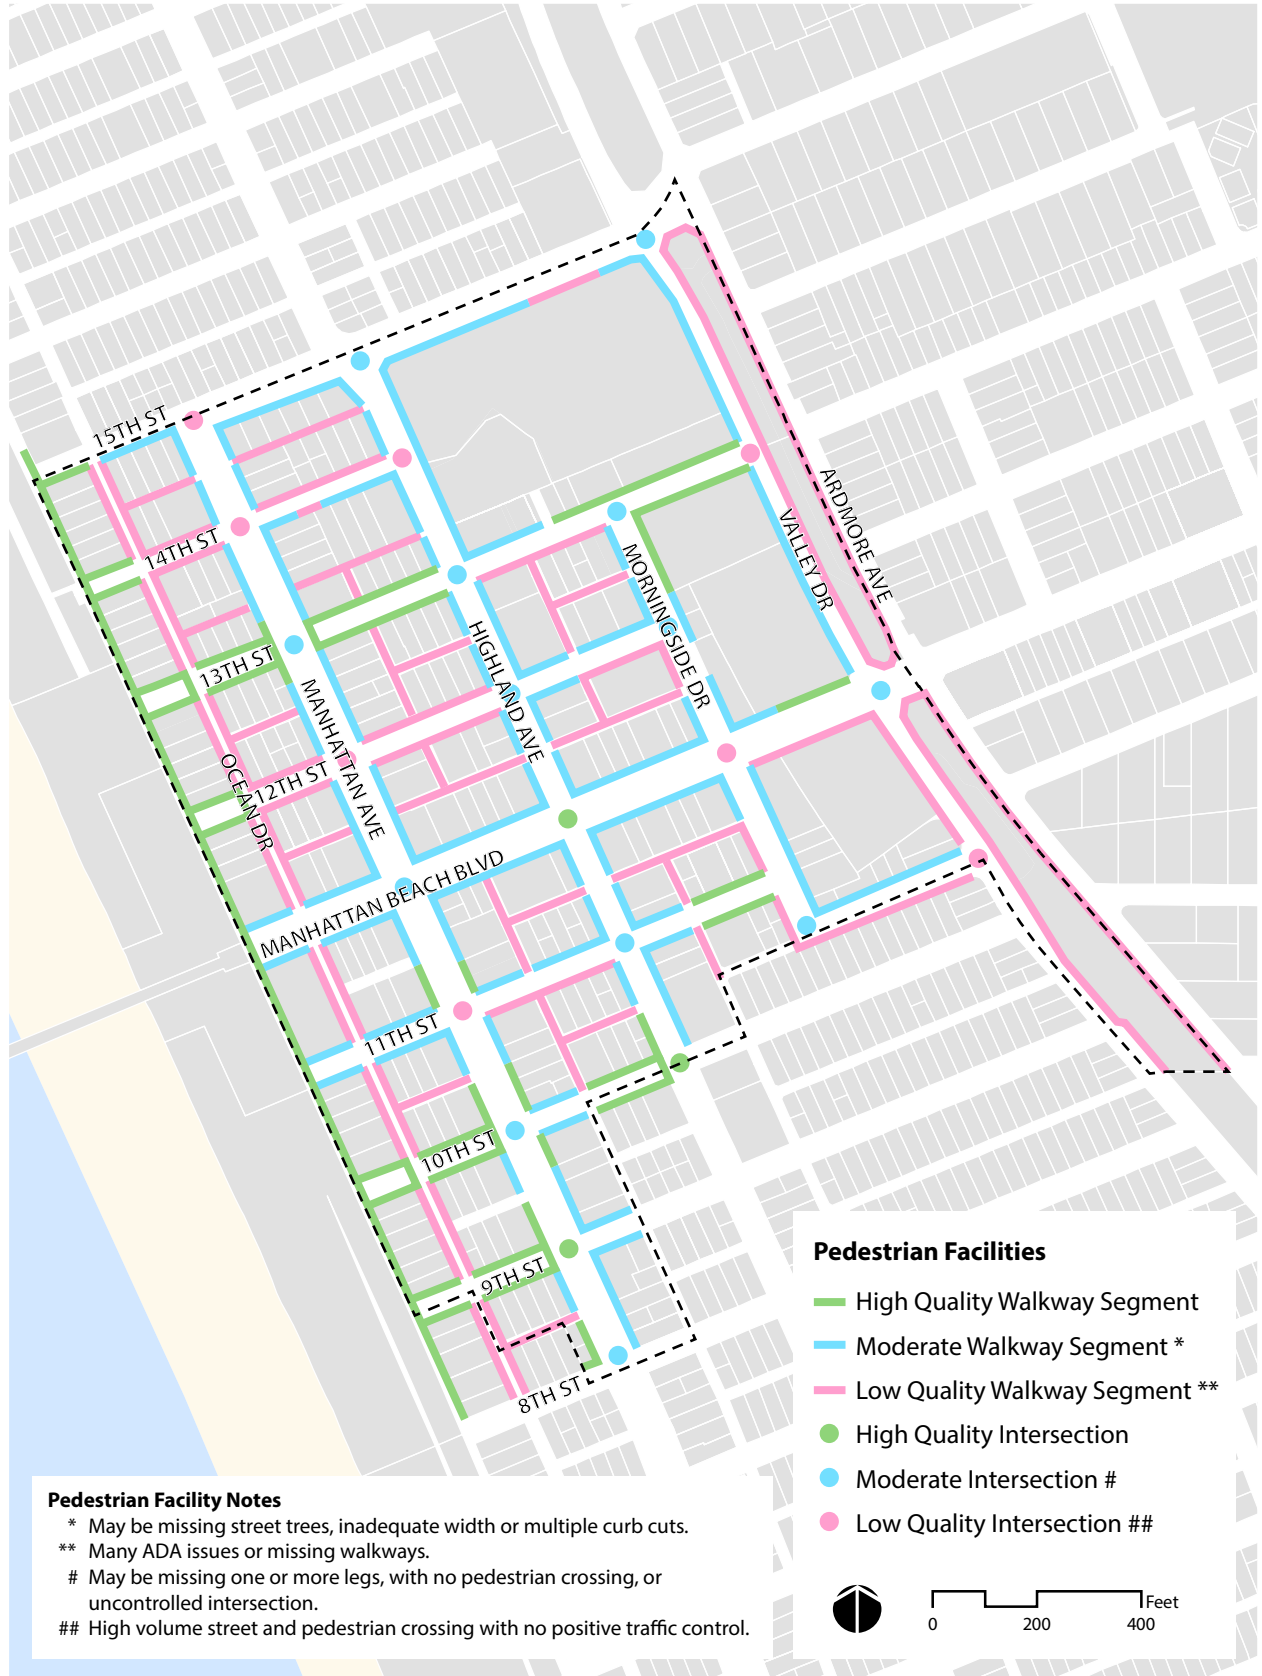 15TH ST
14TH ST
ARDMORE AVE
VALLEY DR
MORNINGSIDE DR
HIGHLAND AVE
13TH ST
MANHATTAN AVE
OCEAN DR
12TH ST
MANHATTAN BEACH BLVD
11TH ST
10TH ST
9TH ST
8TH ST
Pedestrian Facilities
High Quality Walkway Segment
Moderate Walkway Segment *
Low Quality Walkway Segment **
High Quality Intersection
Moderate Intersection #
Low Quality Intersection ##
Feet
0 200 400
Pedestrian Facility Notes
* May be missing street trees, inadequate width or multiple curb cuts.
** Many ADA issues or missing walkways.
# May be missing one or more legs, with no pedestrian crossing, or
uncontrolled intersection.
## High volume street and pedestrian crossing with no positive traffic control.